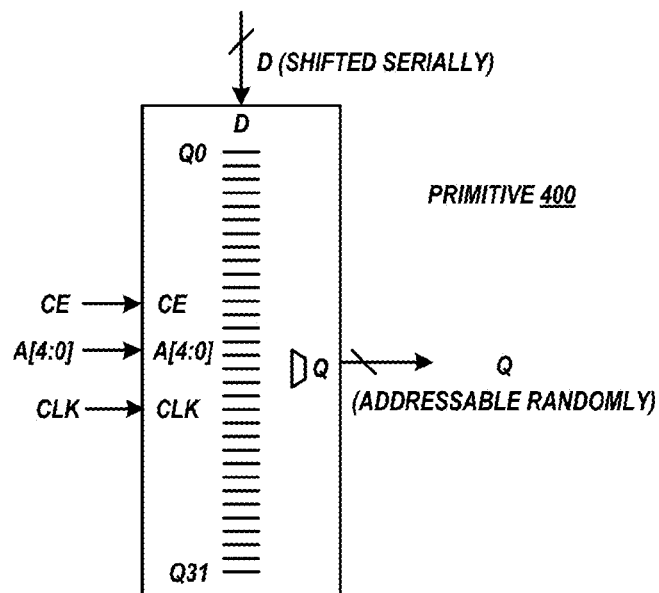 D (SHIFTED SERIALLY)
D
Q0
PRIMITIVE 400
CE CE
A[4:0] A[4:0]
Q Q
(ADDRESSABLE RANDOMLY)
CLK CLK
Q31